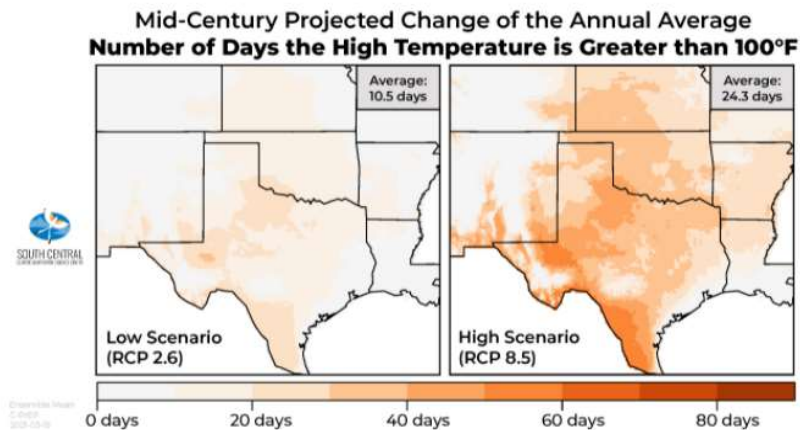 Mid-Century Projected Change of the Annual Average
Number of Days the High Temperature is Greater than 100°F
Average:
10.5 days
Average:
24.3 days
SOUTH CENTRAL
Low Scenario
(RCP 2.6)
High Scenario
(RCP 8.5)
Ensemble Mean
0 days
20 days
40 days
60 days
80 days